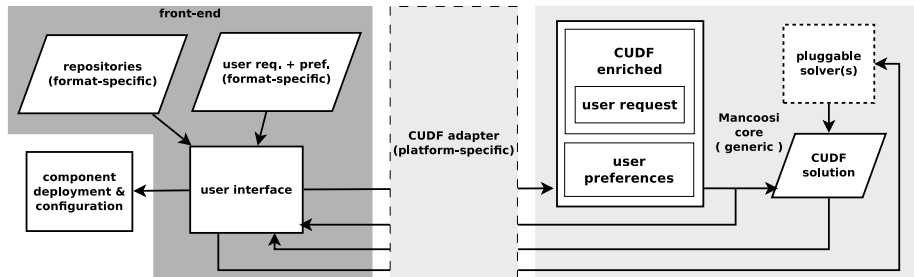 front-end
repositories
(format-specific)
user req. + pref.
(format-specific)
component
deployment &
configuration
user interface
CUDF adapter
(platform-specific)
CUDF
enriched
user request
user
preferences
Mancoosi
core
( generic )
pluggable
solver(s)
CUDF
solution